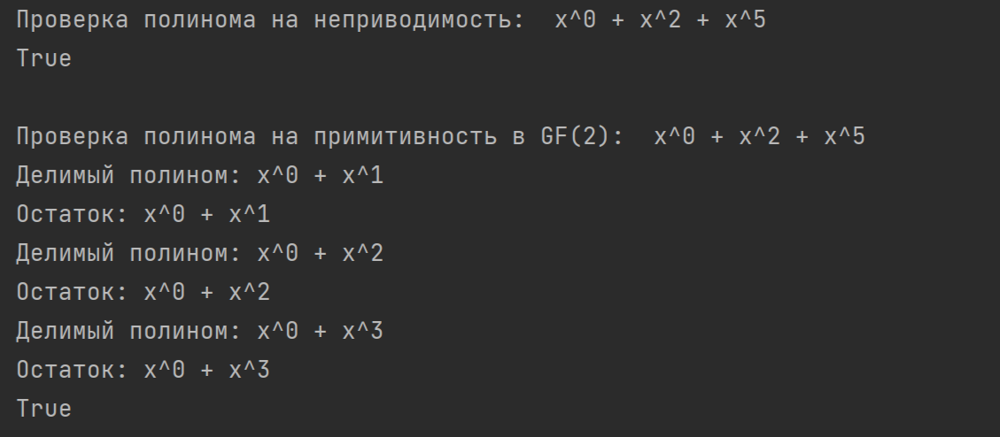 Проверка полинома на неприводимость:  x^0 + x^2 + x^5
True

Проверка полинома на примитивность в GF(2):  x^0 + x^2 + x^5
Делимый полином: x^0 + x^1
Остаток: x^0 + x^1
Делимый полином: x^0 + x^2
Остаток: x^0 + x^2
Делимый полином: x^0 + x^3
Остаток: x^0 + x^3
True